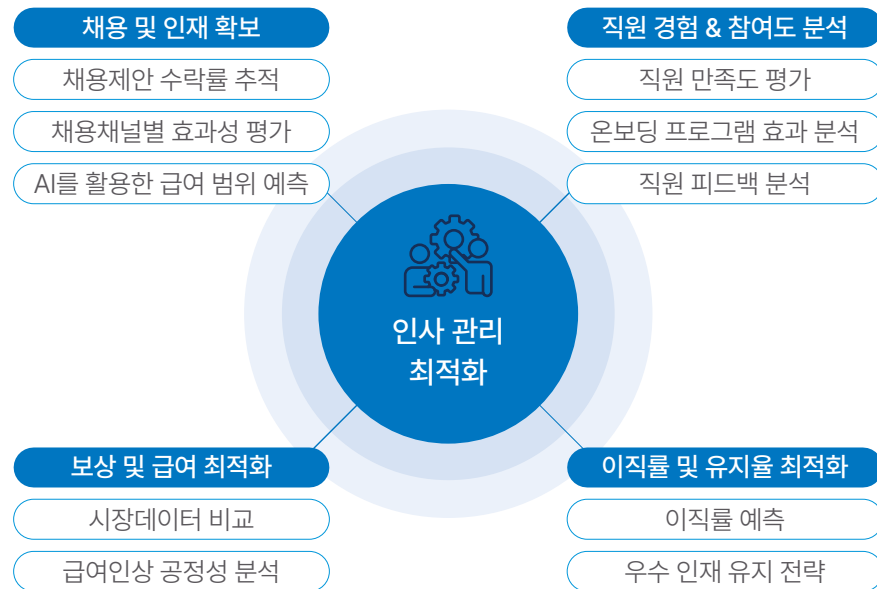 채용 및 인재 확보
채용제안 수락률 추적
채용채널별 효과성 평가
AI를 활용한 급여 범위 예측
직원 경험 & 참여도 분석
직원 만족도 평가
온보딩 프로그램 효과 분석
직원 피드백 분석
인사 관리
최적화
보상 및 급여 최적화
시장데이터 비교
급여인상 공정성 분석
이직률 및 유지율 최적화
이직률 예측
우수 인재 유지 전략